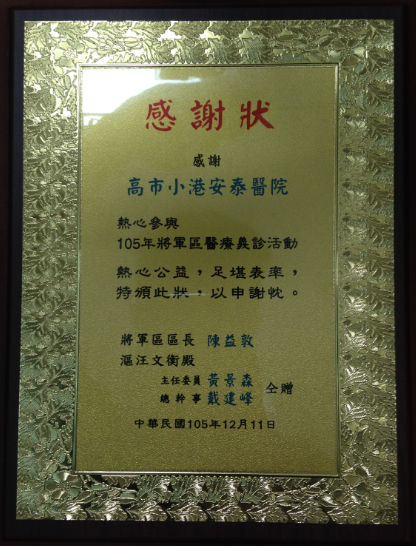 感謝狀
感謝
高市小港安泰醫院
熱心參與
105年將軍區醫療義診活動
熱心公益，足堪表率，
特頒此狀，以申謝忱。
將軍區區長 陳益敦
漚汪文衡殿
主任委員 黃景森
總幹事 戴建峰 仝贈
中華民國105年12月11日